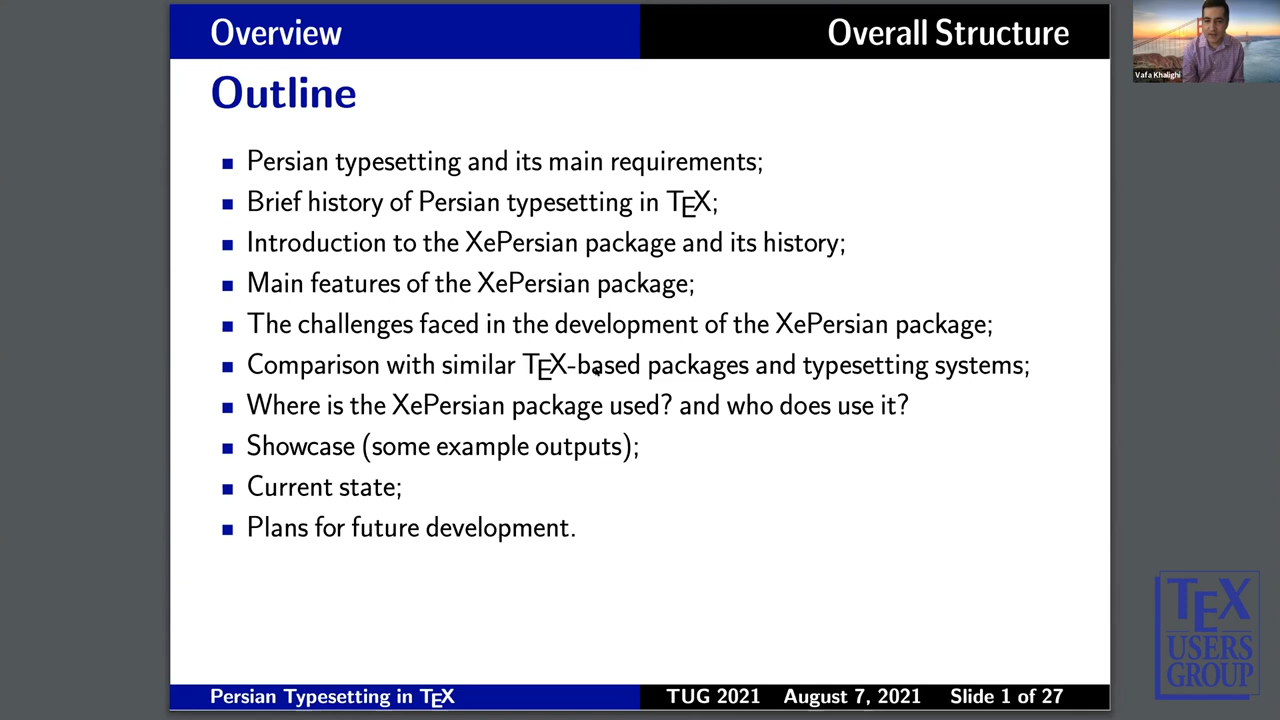 Overview
Overall Structure
Outline
Persian typesetting and its main requirements;
Brief history of Persian typesetting in TEX;
Introduction to the XePersian package and its history;
Main features of the XePersian package;
The challenges faced in the development of the XePersian package;
Comparison with similar TEX-based packages and typesetting systems;
Where is the XePersian package used? and who does use it?
Showcase (some example outputs);
Current state;
Plans for future development.
Persian Typesetting in TEX
TUG 2021 August 7, 2021 Slide 1 of 27
Vafa Khalighi
TEX
USERS
GROUP